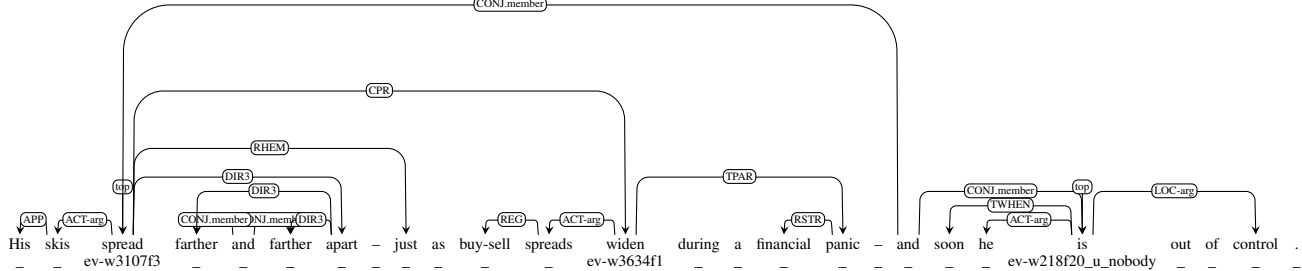 CONJ.member
CPR
RHEM
DIR3
TPAR
top DIR3 CONJ.member top LOC-arg
TWHEN
APP ACT-arg CONJ.member DIR3 REG ACT-arg RSTR ACT-arg
His skis spread farther and farther apart – just as buy-sell spreads widen during a financial panic – and soon he is out of control .
_ _ ev-w3107f3 _ _ _ _ _ _ _ _ _ ev-w3634f1 _ _ _ _ _ _ _ _ ev-w218f20_u_nobody _ _ _ _